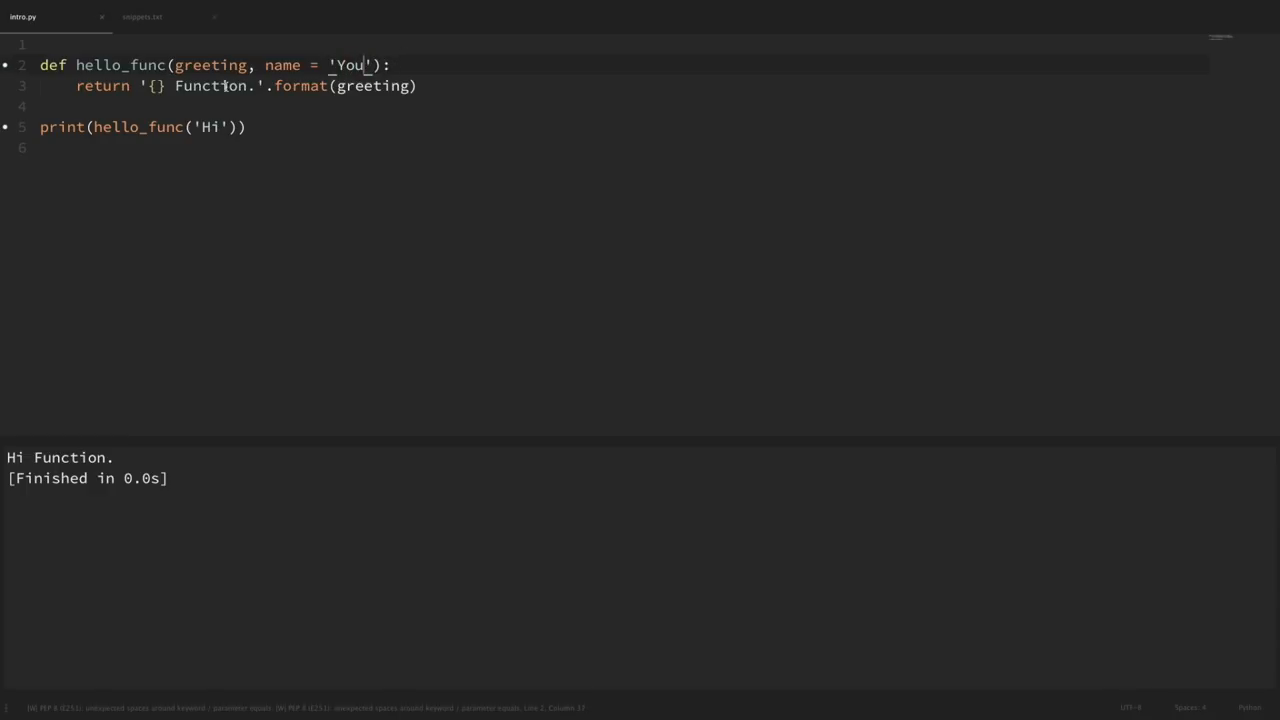 intro.py × snippets.txt ×
1
2 def hello_func(greeting, name = 'You'):
3     return '{} Function.'.format(greeting)
4
5 print(hello_func('Hi'))
6
Hi Function.
[Finished in 0.0s]
[W] PEP 8 (E251): unexpected spaces around keyword / parameter equals, [W] PEP 8 (E251): unexpected spaces around keyword / parameter equals, Line 2, Column 37 UTF-8 Spaces: 4 Python